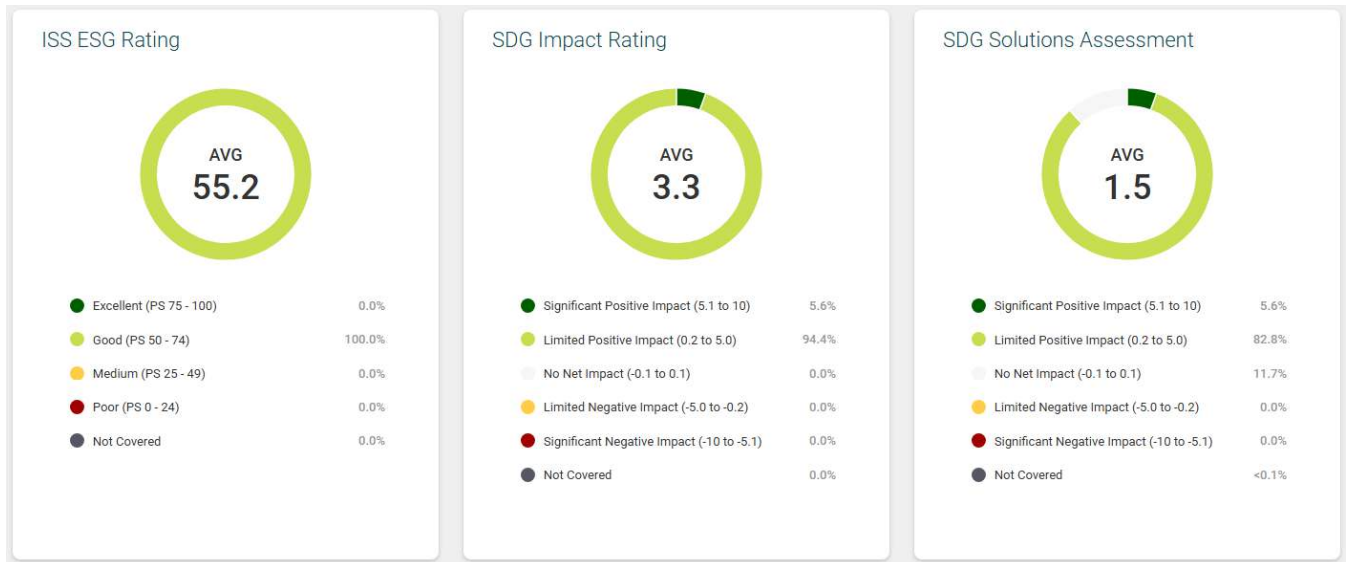 ISS ESG Rating
AVG
55.2
Excellent (PS 75 - 100) 0.0%
Good (PS 50 - 74) 100.0%
Medium (PS 25 - 49) 0.0%
Poor (PS 0 - 24) 0.0%
Not Covered 0.0%
SDG Impact Rating
AVG
3.3
Significant Positive Impact (5.1 to 10) 5.6%
Limited Positive Impact (0.2 to 5.0) 94.4%
No Net Impact (-0.1 to 0.1) 0.0%
Limited Negative Impact (-5.0 to -0.2) 0.0%
Significant Negative Impact (-10 to -5.1) 0.0%
Not Covered 0.0%
SDG Solutions Assessment
AVG
1.5
Significant Positive Impact (5.1 to 10) 5.6%
Limited Positive Impact (0.2 to 5.0) 82.8%
No Net Impact (-0.1 to 0.1) 11.7%
Limited Negative Impact (-5.0 to -0.2) 0.0%
Significant Negative Impact (-10 to -5.1) 0.0%
Not Covered <0.1%